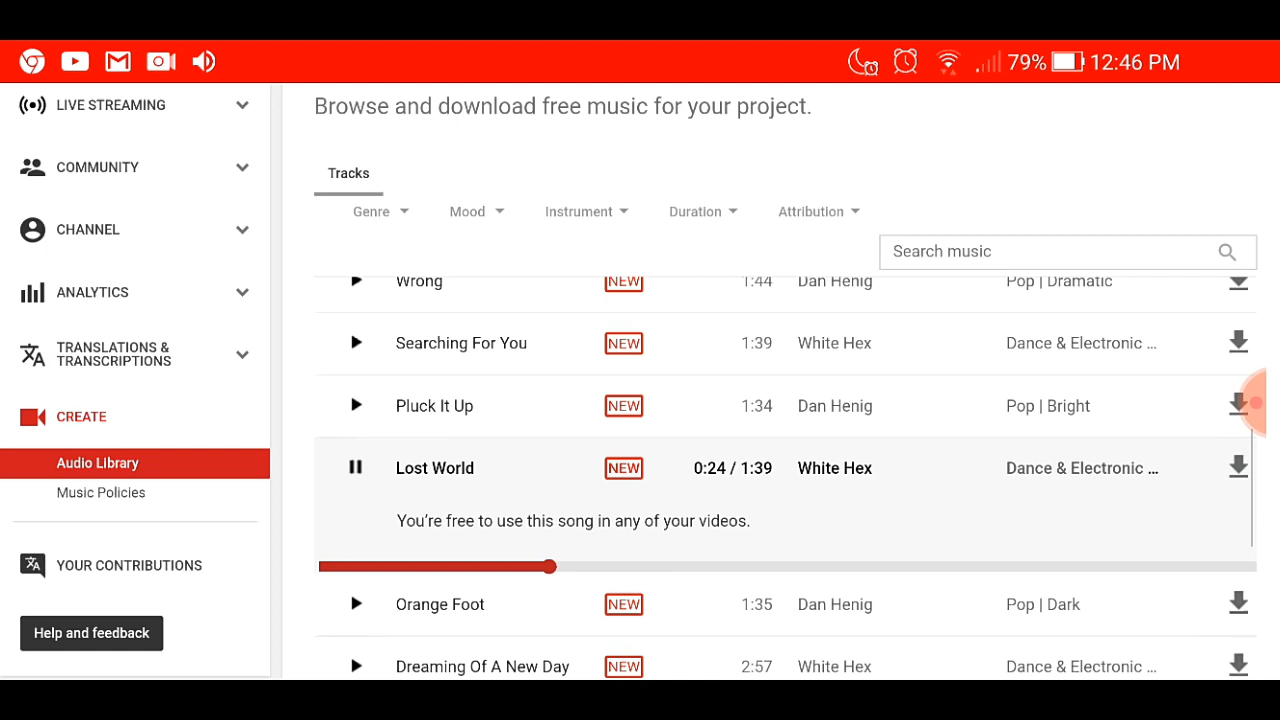 79% 12:46 PM
LIVE STREAMING
COMMUNITY
CHANNEL
ANALYTICS
TRANSLATIONS &
TRANSCRIPTIONS
CREATE
Audio Library
Music Policies
YOUR CONTRIBUTIONS
Help and feedback
Browse and download free music for your project.
Tracks
Genre Mood Instrument Duration Attribution
Search music
Wrong NEW 1:44 Dan Henig Pop | Dramatic
Searching For You NEW 1:39 White Hex Dance & Electronic ...
Pluck It Up NEW 1:34 Dan Henig Pop | Bright
Lost World NEW 0:24 / 1:39 White Hex Dance & Electronic ...
You're free to use this song in any of your videos.
Orange Foot NEW 1:35 Dan Henig Pop | Dark
Dreaming Of A New Day NEW 2:57 White Hex Dance & Electronic ...